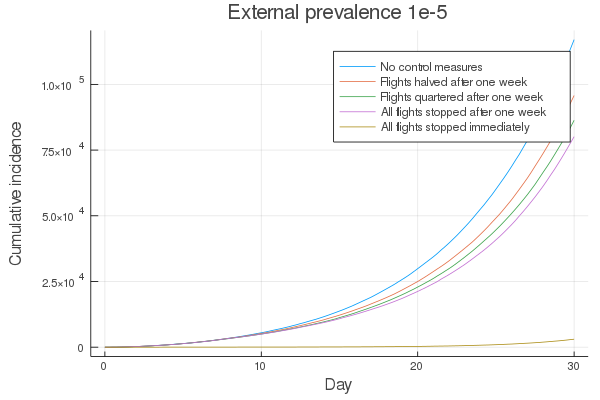 External prevalence 1e-5
No control measures
Flights halved after one week
Flights quartered after one week
All flights stopped after one week
All flights stopped immediately
Cumulative incidence
1.0×10^5
7.5×10^4
5.0×10^4
2.5×10^4
0
0 10 20 30
Day